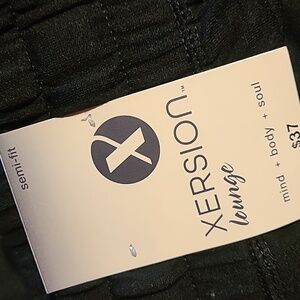 semi-fit
X
XERSION™
lounge
mind + body + soul
$37